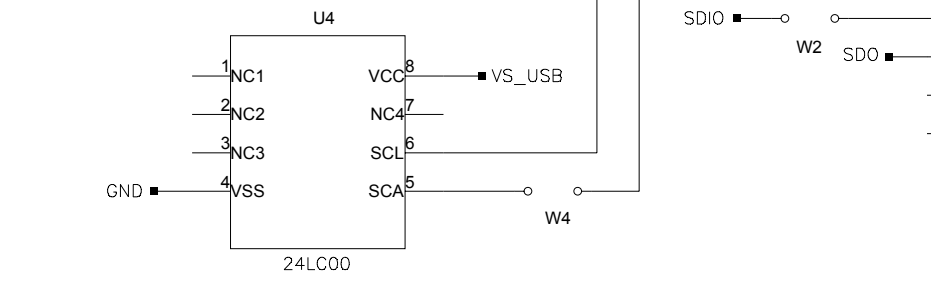 U4
SDIO
W2
SDO
1 NC1 VCC 8 VS_USB
2 NC2 NC4 7
3 NC3 SCL 6
GND 4 VSS SCA 5
W4
24LC00